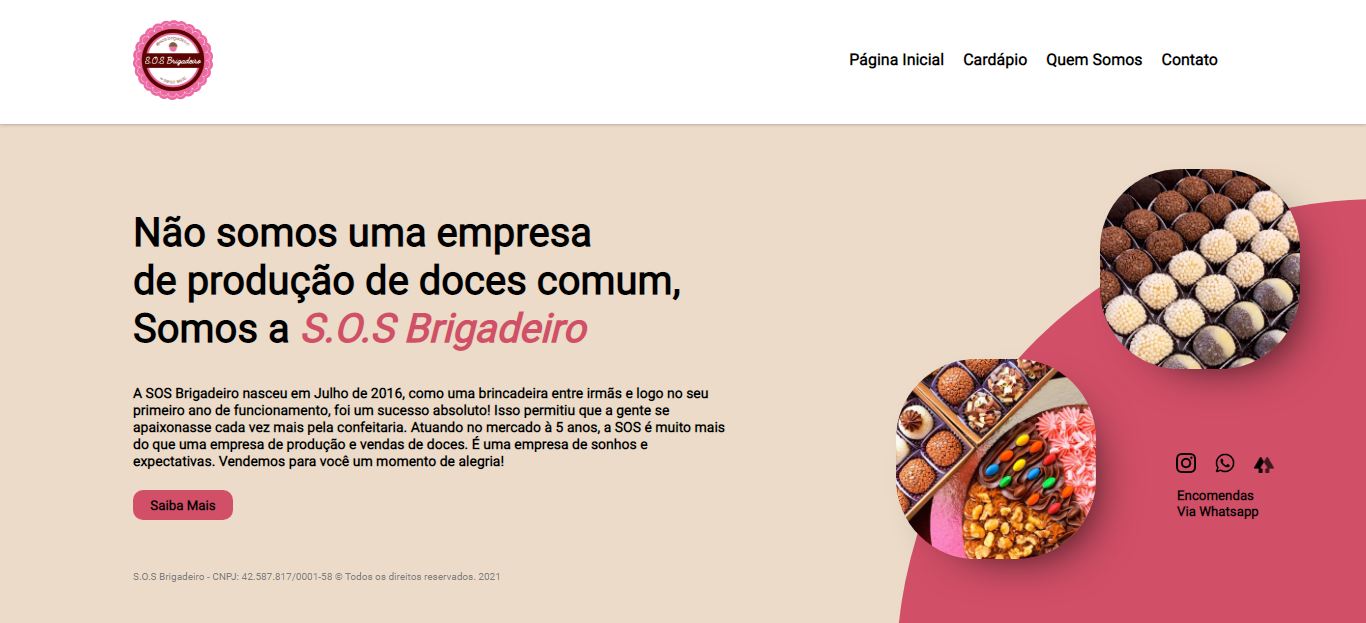 S.O.S Brigadeiro
Página Inicial Cardápio Quem Somos Contato
Não somos uma empresa
de produção de doces comum,
Somos a S.O.S Brigadeiro
A SOS Brigadeiro nasceu em Julho de 2016, como uma brincadeira entre irmãs e logo no seu
primeiro ano de funcionamento, foi um sucesso absoluto! Isso permitiu que a gente se
apaixonasse cada vez mais pela confeitaria. Atuando no mercado à 5 anos, a SOS é muito mais
do que uma empresa de produção e vendas de doces. É uma empresa de sonhos e
expectativas. Vendemos para você um momento de alegria!
Saiba Mais
Encomendas
Via Whatsapp
S.O.S Brigadeiro - CNPJ: 42.587.817/0001-58 © Todos os direitos reservados. 2021